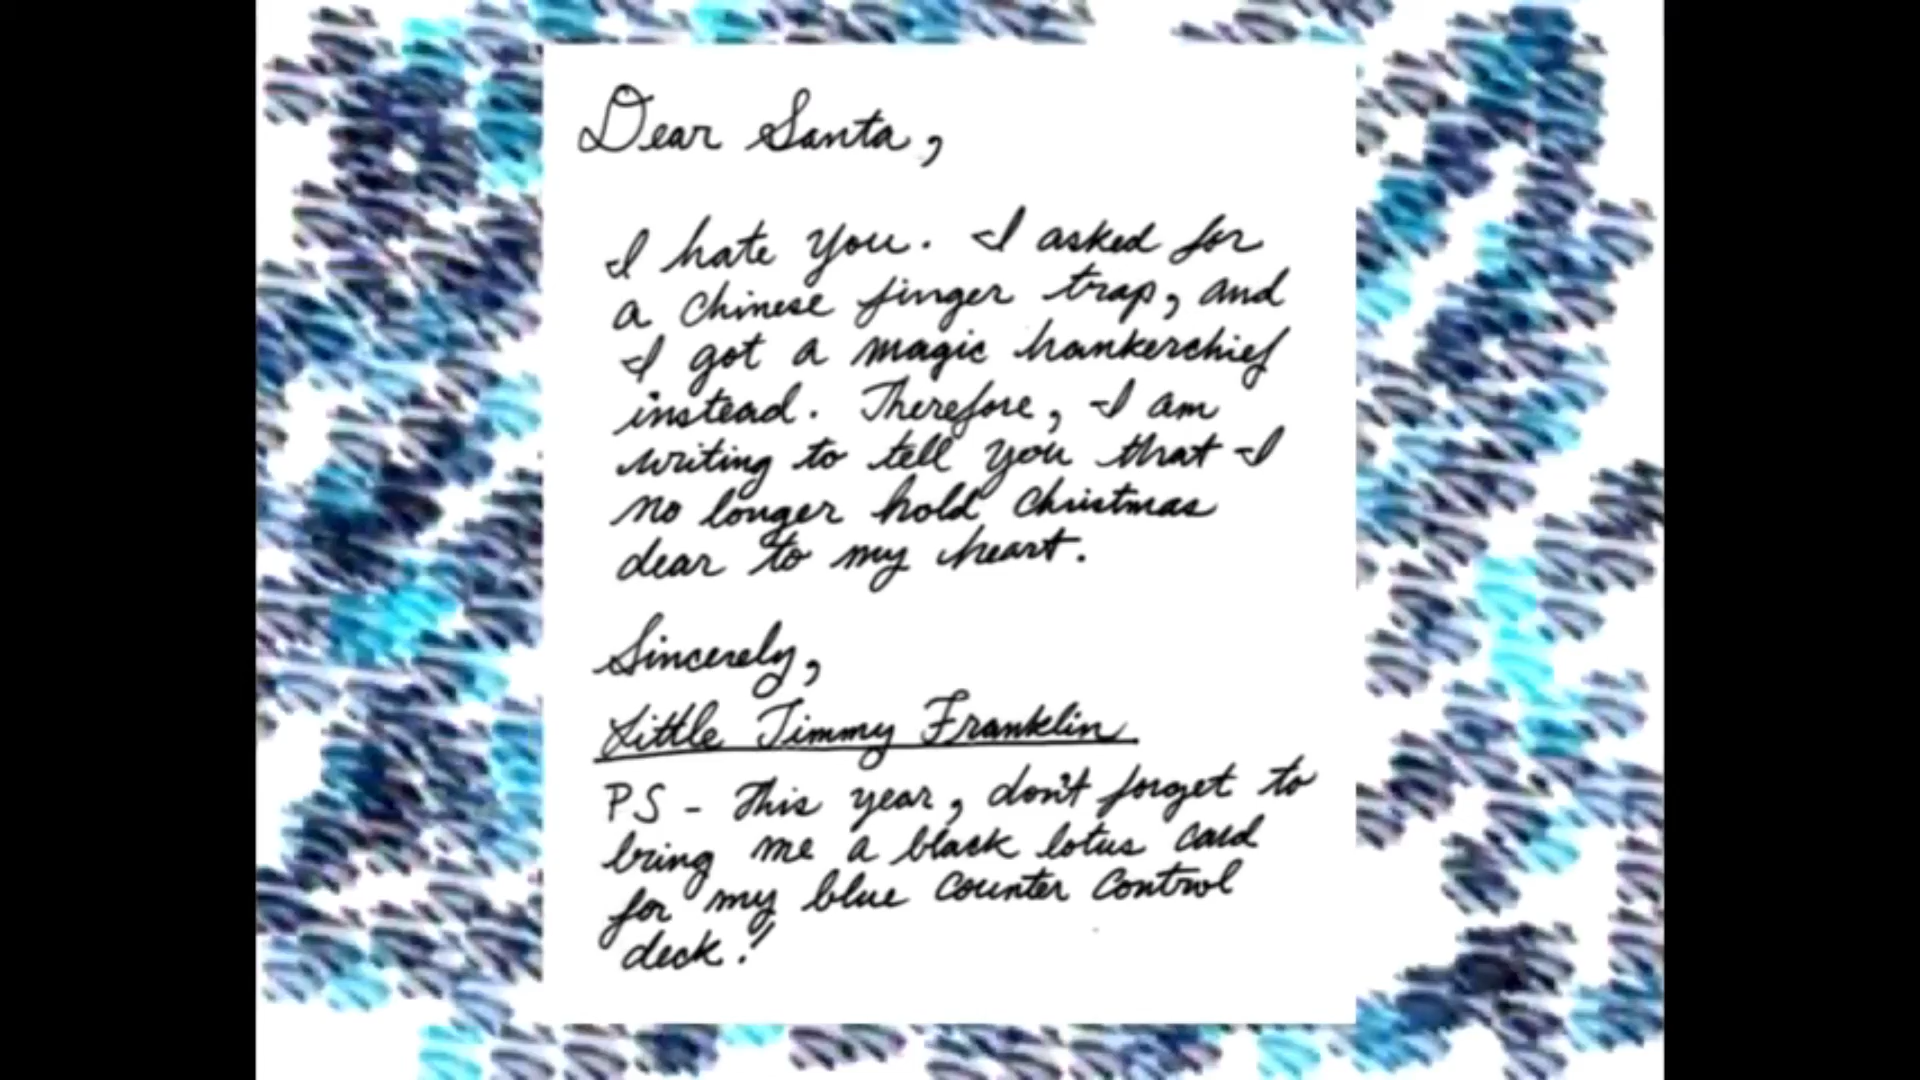 Dear Santa,
I hate you. I asked for
a chinese finger trap, and
I got a magic hankerchief
instead. Therefore, I am
writing to tell you that I
no longer hold Christmas
dear to my heart.
Sincerely,
Little Timmy Franklin
PS - This year, don't forget to
bring me a black lotus card
for my blue counter control
deck!